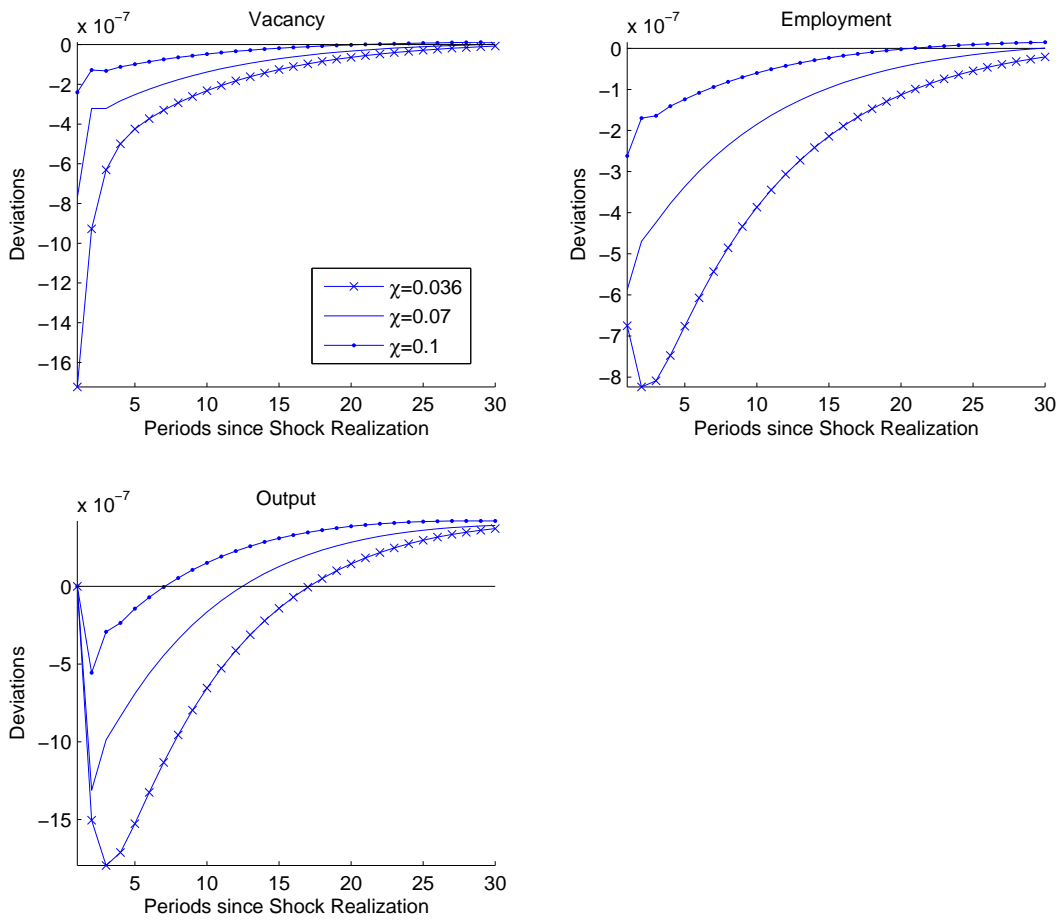 Vacancy
x 10⁻⁷
0
−2
−4
−6
−8
−10
−12
−14
−16
Deviations
χ=0.036
χ=0.07
χ=0.1
5 10 15 20 25 30
Periods since Shock Realization
Employment
x 10⁻⁷
0
−1
−2
−3
−4
−5
−6
−7
−8
Deviations
5 10 15 20 25 30
Periods since Shock Realization
Output
x 10⁻⁷
0
−5
−10
−15
Deviations
5 10 15 20 25 30
Periods since Shock Realization